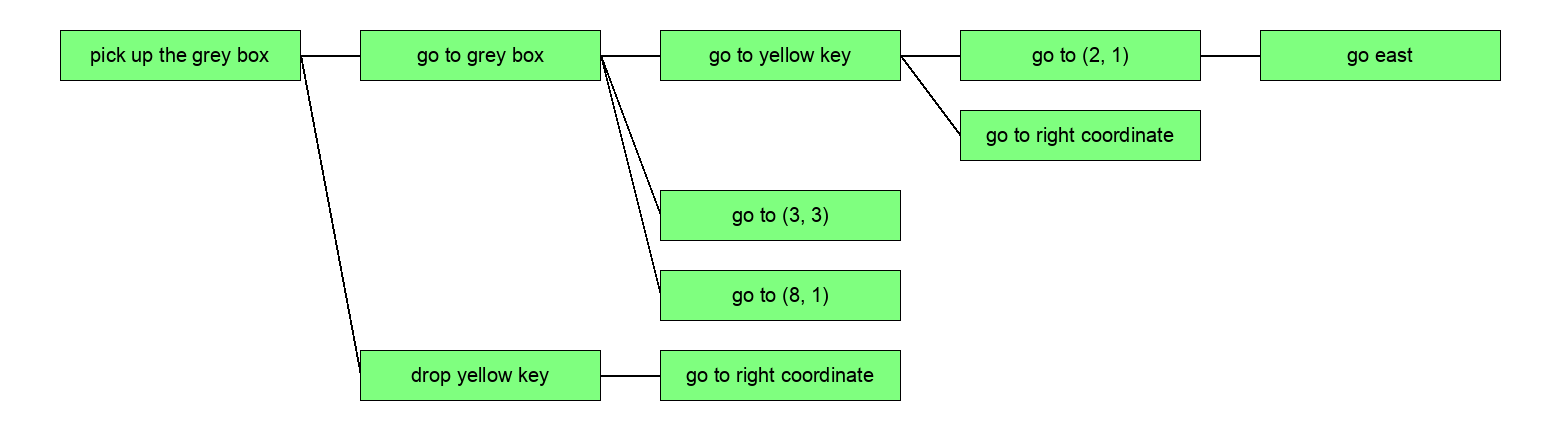 pick up the grey box
go to grey box
go to yellow key
go to (2, 1)
go east
go to right coordinate
go to (3, 3)
go to (8, 1)
drop yellow key
go to right coordinate